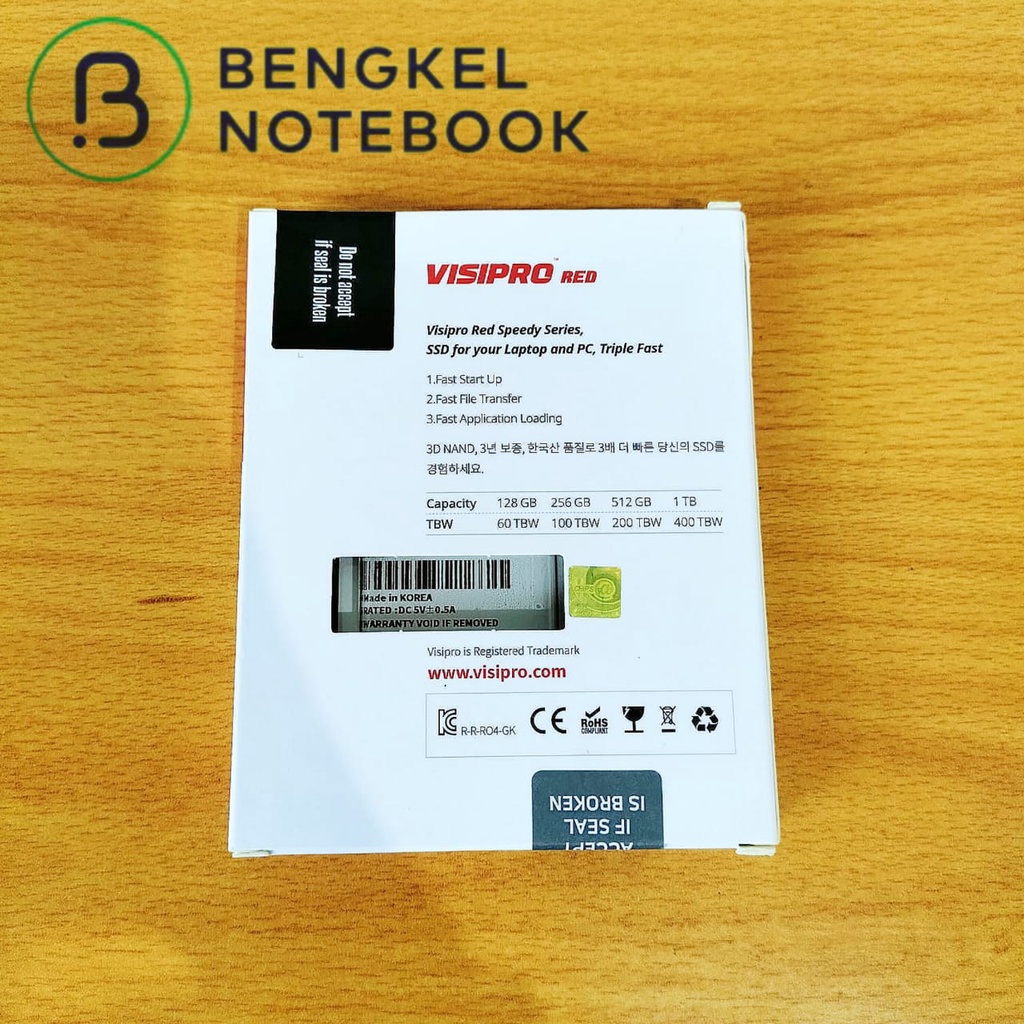 BENGKEL
NOTEBOOK
Do not accept
if seal is broken
VISIPRO™ RED
Visipro Red Speedy Series,
SSD for your Laptop and PC, Triple Fast
1.Fast Start Up
2.Fast File Transfer
3.Fast Application Loading
3D NAND, 3년 보증, 한국산 품질로 3배 더 빠른 당신의 SSD를
경험하세요.
Capacity 128 GB 256 GB 512 GB 1 TB
TBW 60 TBW 100 TBW 200 TBW 400 TBW
Made in KOREA
RATED :DC 5V±0.5A
WARRANTY VOID IF REMOVED
Visipro is Registered Trademark
www.visipro.com
R-R-RO4-GK CE RoHS
COMPLIANT
ACCEPT
IF SEAL
IS BROKEN